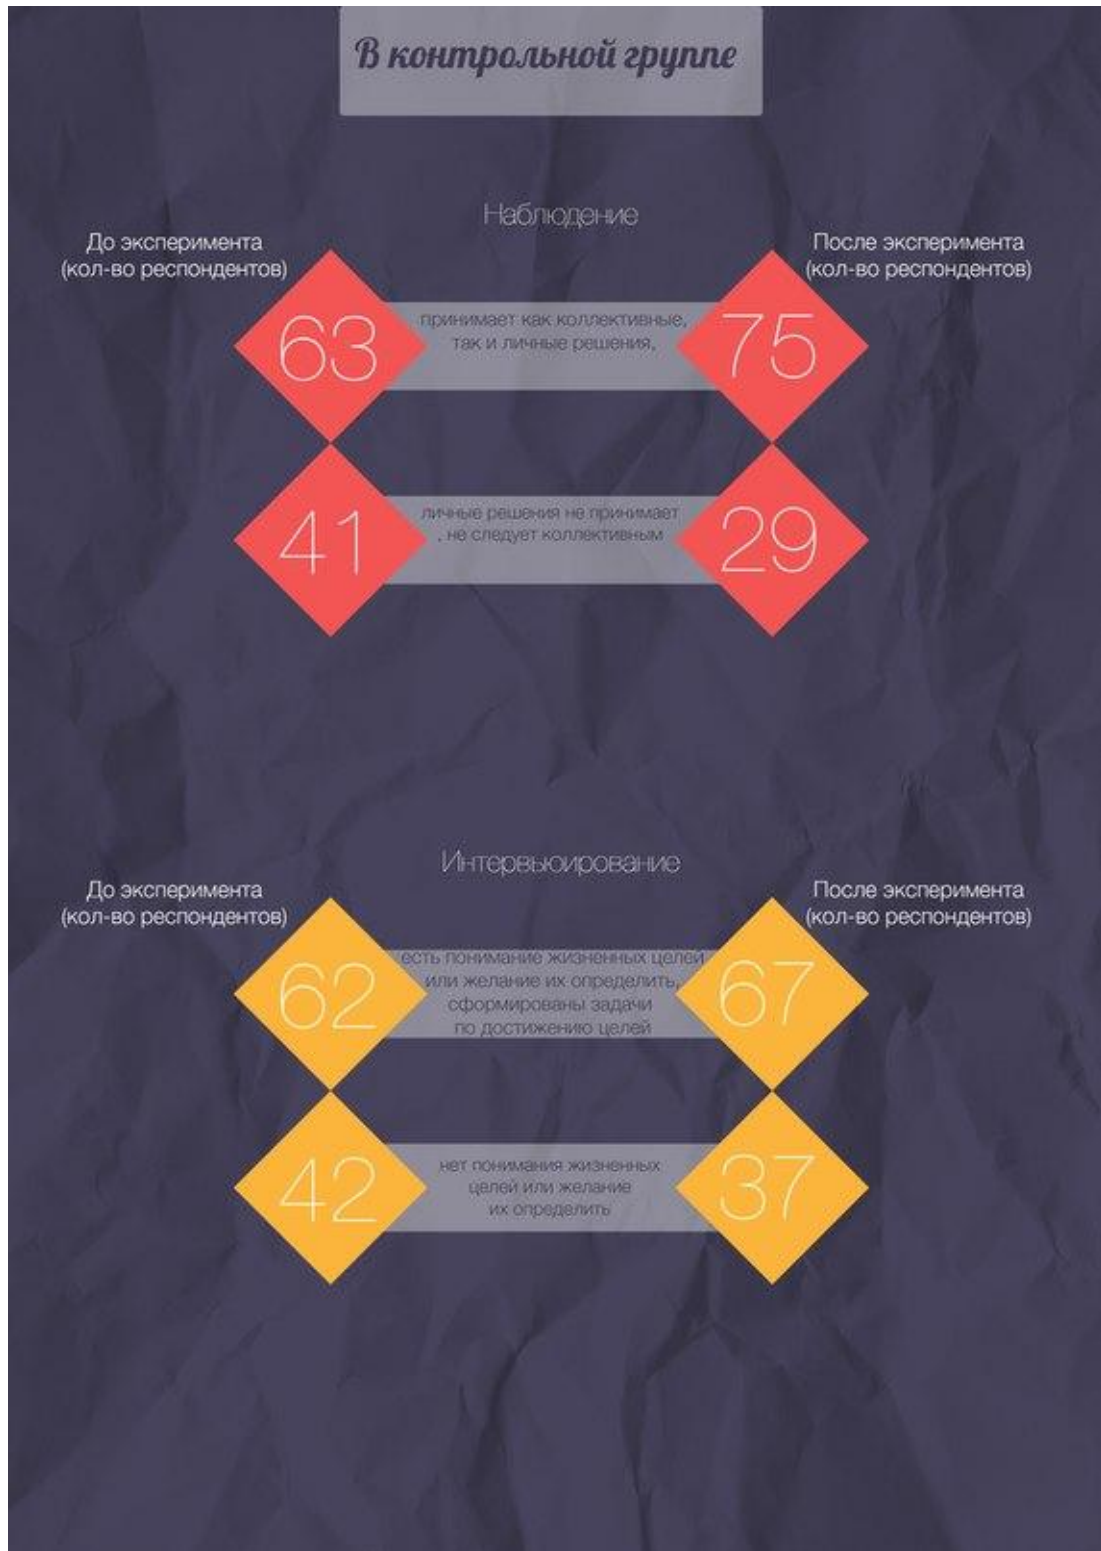 В контрольной группе
Наблюдение
До эксперимента
(кол-во респондентов)
После эксперимента
(кол-во респондентов)
63
принимает как коллективные,
так и личные решения,
75
41
личные решения не принимает
, не следует коллективным
29
Интервьюирование
До эксперимента
(кол-во респондентов)
После эксперимента
(кол-во респондентов)
62
есть понимание жизненных целей
или желание их определить,
сформированы задачи
по достижению целей
67
42
нет понимания жизненных
целей или желание
их определить
37